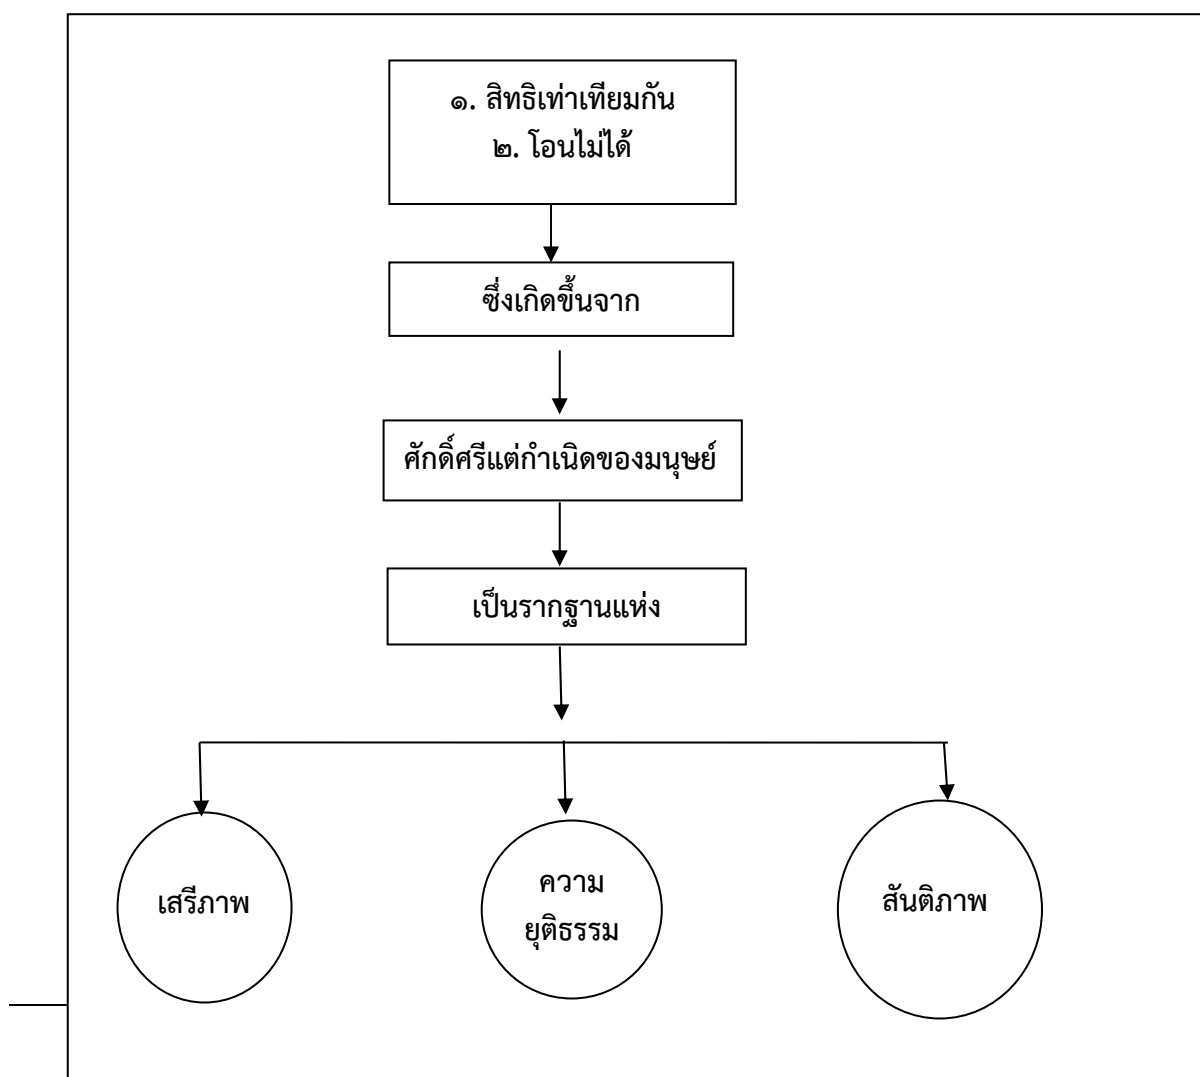 ๑. สิทธิเท่าเทียมกัน
๒. โอนไม่ได้
ซึ่งเกิดขึ้นจาก
ศักดิ์ศรีแต่กำเนิดของมนุษย์
เป็นรากฐานแห่ง
เสรีภาพ
ความ
ยุติธรรม
สันติภาพ